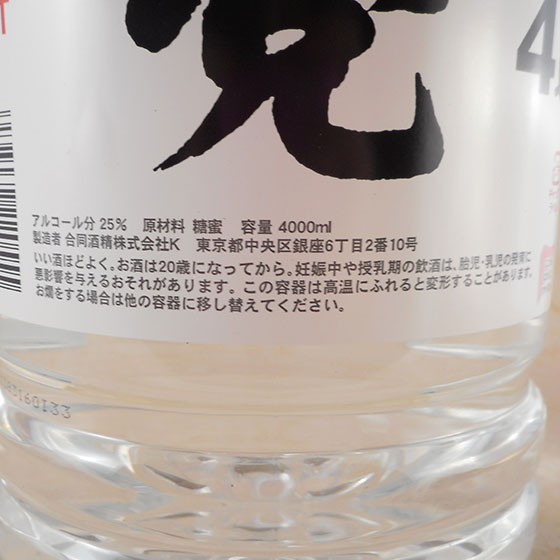 覚
4
アルコール分 25% 原材料 糖蜜 容量 4000ml
製造者 合同酒精株式会社K 東京都中央区銀座6丁目2番10号
いい酒ほどよく。お酒は20歳になってから。妊娠中や授乳期の飲酒は、胎児・乳児の発育に
悪影響を与えるおそれがあります。この容器は高温にふれると変形することがあります。
お燗をする場合は他の容器に移し替えてください。